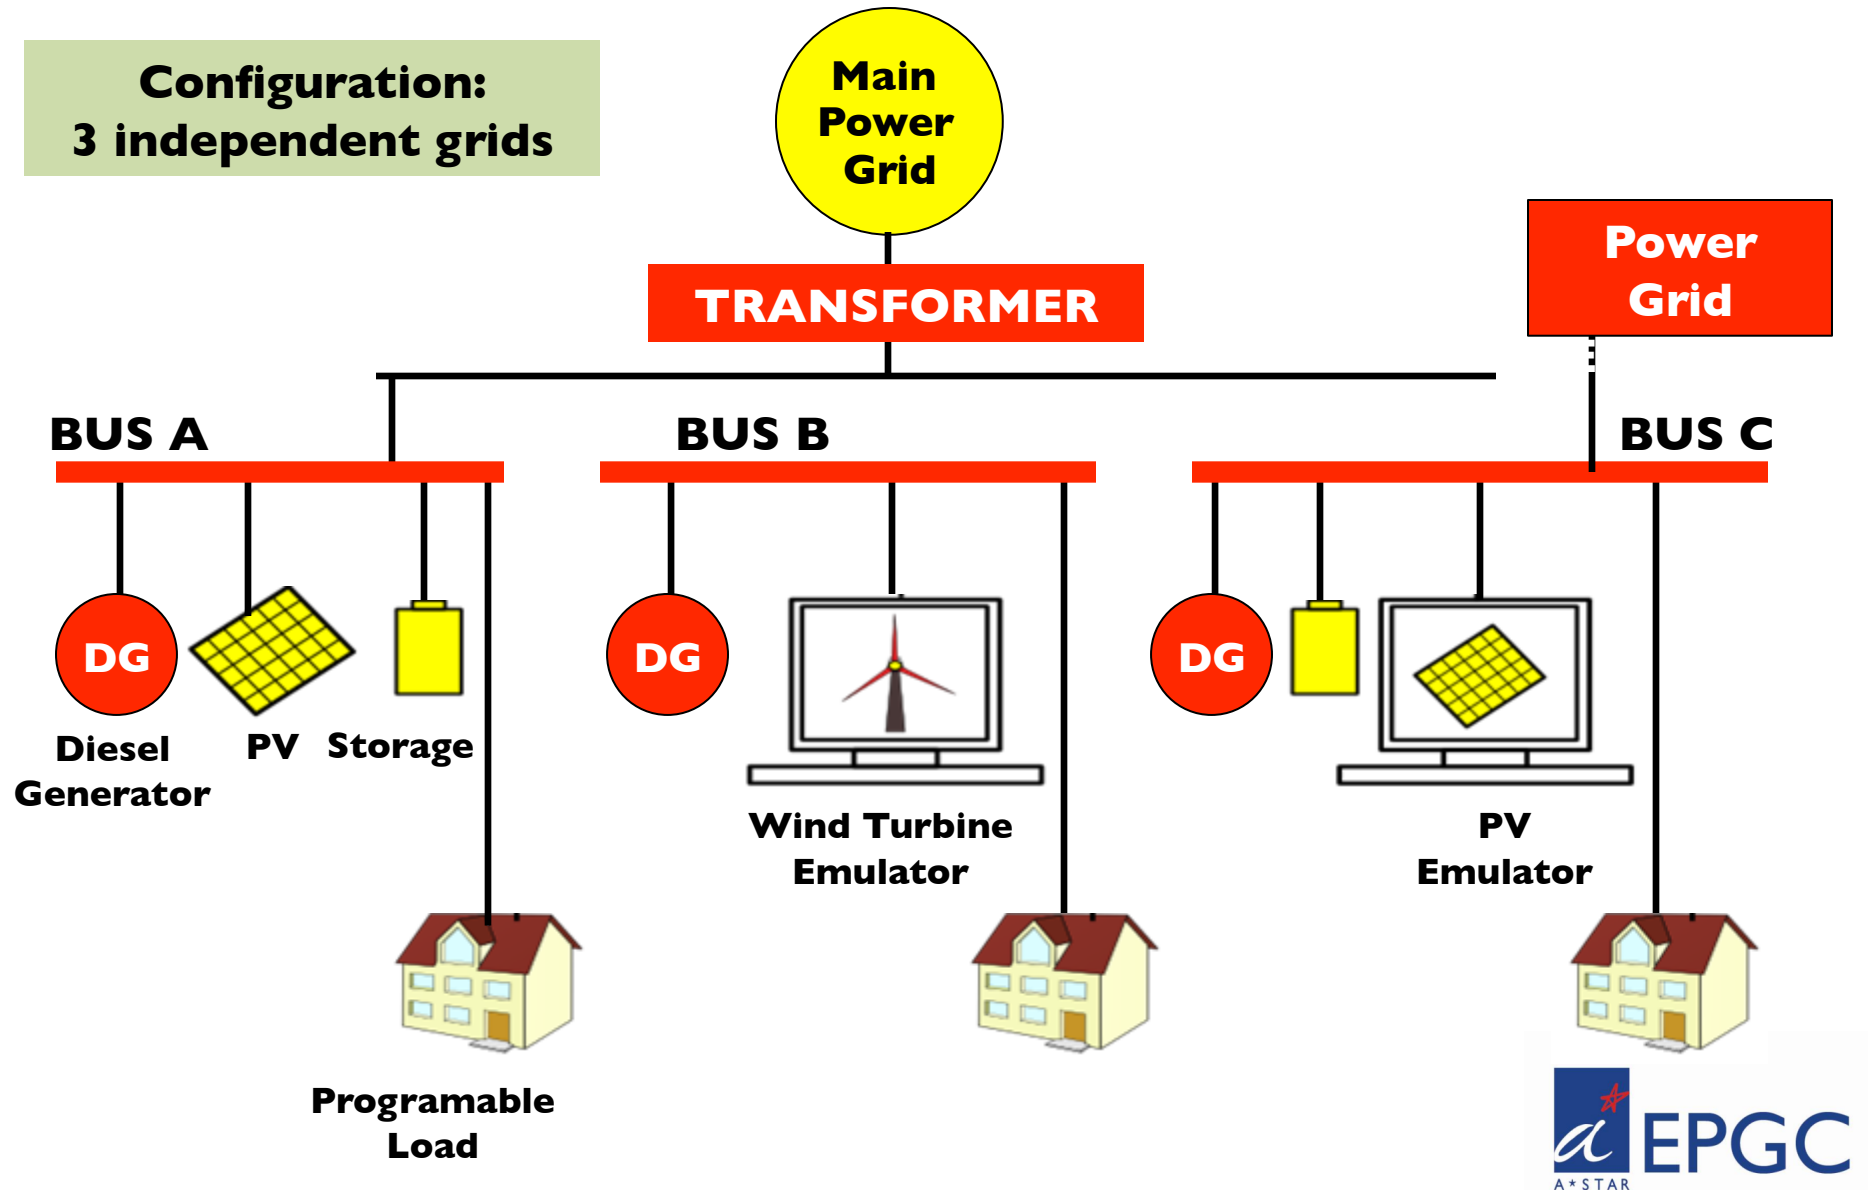 Configuration:
3 independent grids
Main
Power
Grid
TRANSFORMER
Power
Grid
BUS A
BUS B
BUS C
DG
DG
DG
Diesel
Generator
PV
Storage
Wind Turbine
Emulator
PV
Emulator
Programable
Load
a
EPGC
A★STAR